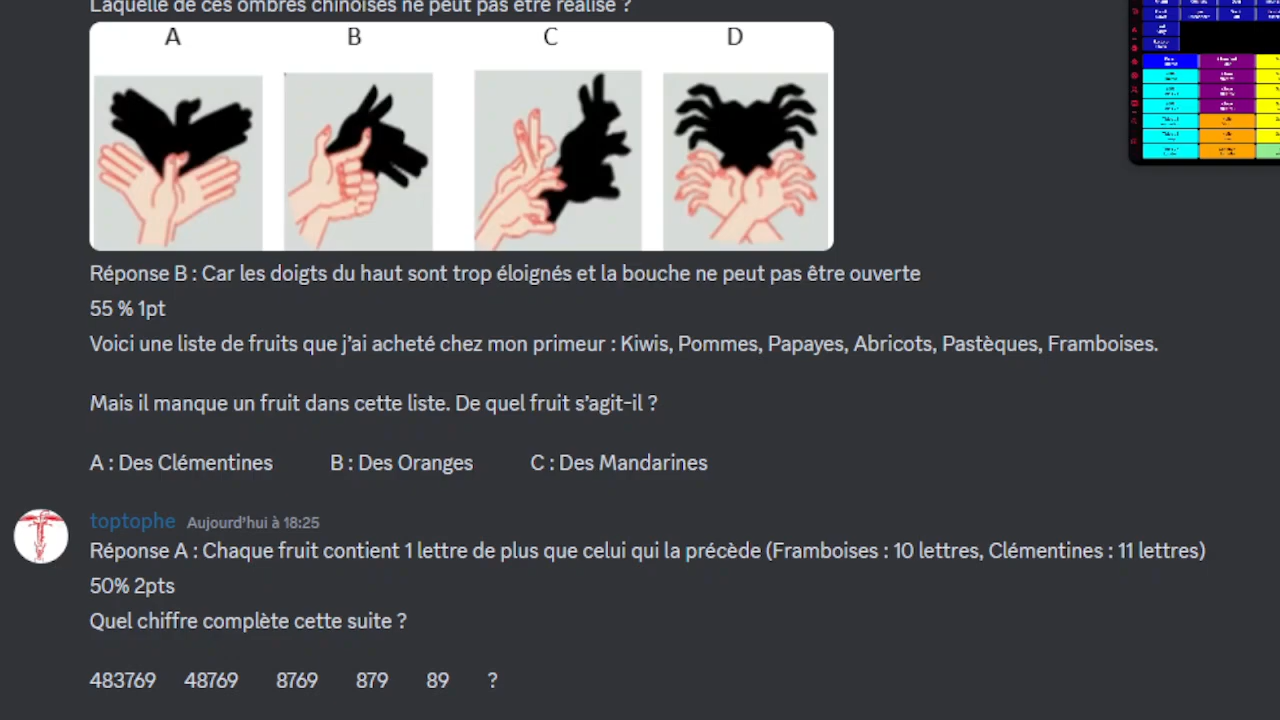 Laquelle de ces ombres chinoises ne peut pas être réalisé ?
A B C D
Réponse B : Car les doigts du haut sont trop éloignés et la bouche ne peut pas être ouverte
55 % 1pt
Voici une liste de fruits que j’ai acheté chez mon primeur : Kiwis, Pommes, Papayes, Abricots, Pastèques, Framboises.
Mais il manque un fruit dans cette liste. De quel fruit s’agit-il ?
A : Des Clémentines B : Des Oranges C : Des Mandarines
toptophe Aujourd’hui à 18:25
Réponse A : Chaque fruit contient 1 lettre de plus que celui qui la précède (Framboises : 10 lettres, Clémentines : 11 lettres)
50% 2pts
Quel chiffre complète cette suite ?
483769 48769 8769 879 89 ?